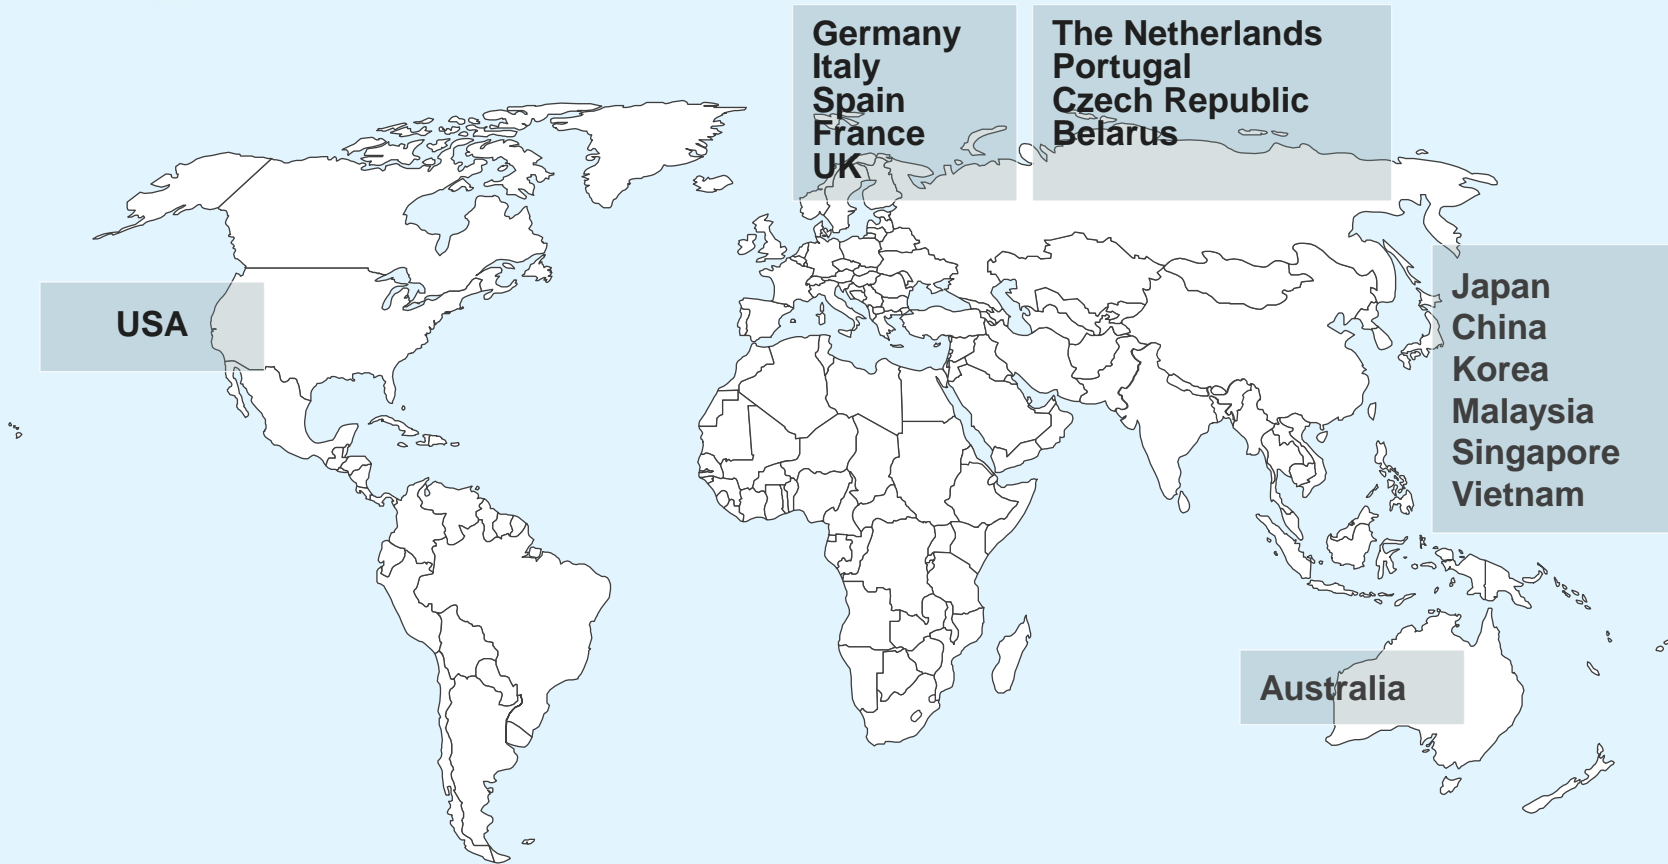 Germany
Italy
Spain
France
UK
The Netherlands
Portugal
Czech Republic
Belarus
USA
Japan
China
Korea
Malaysia
Singapore
Vietnam
Australia